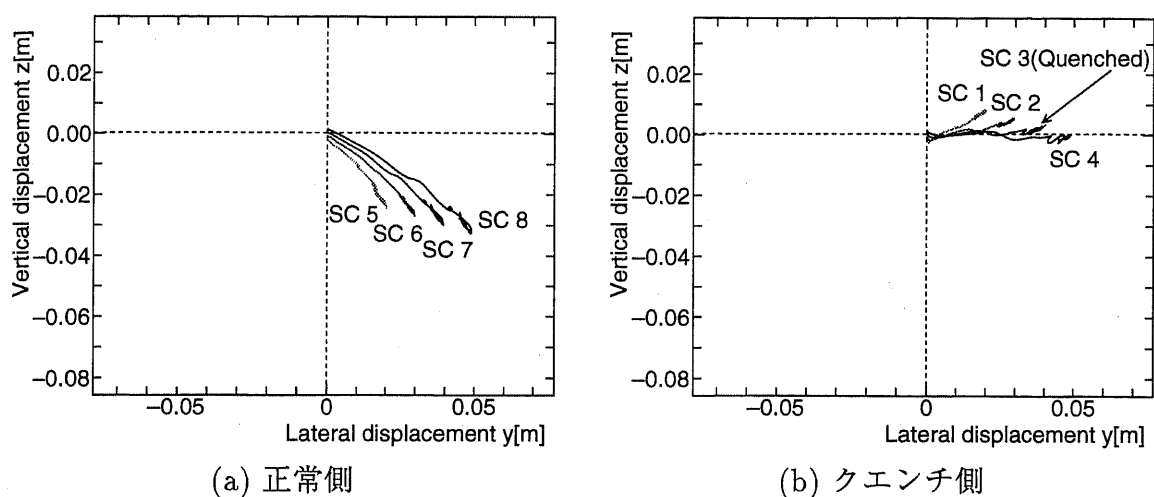 Vertical displacement z[m]
0.02
0.00
−0.02
−0.04
−0.06
−0.08
SC 5
SC 6
SC 7
SC 8
−0.05
0
0.05
Lateral displacement y[m]
(a) 正常側
Vertical displacement z[m]
0.02
0.00
−0.02
−0.04
−0.06
−0.08
SC 3(Quenched)
SC 1
SC 2
SC 4
−0.05
0
0.05
Lateral displacement y[m]
(b) クエンチ側